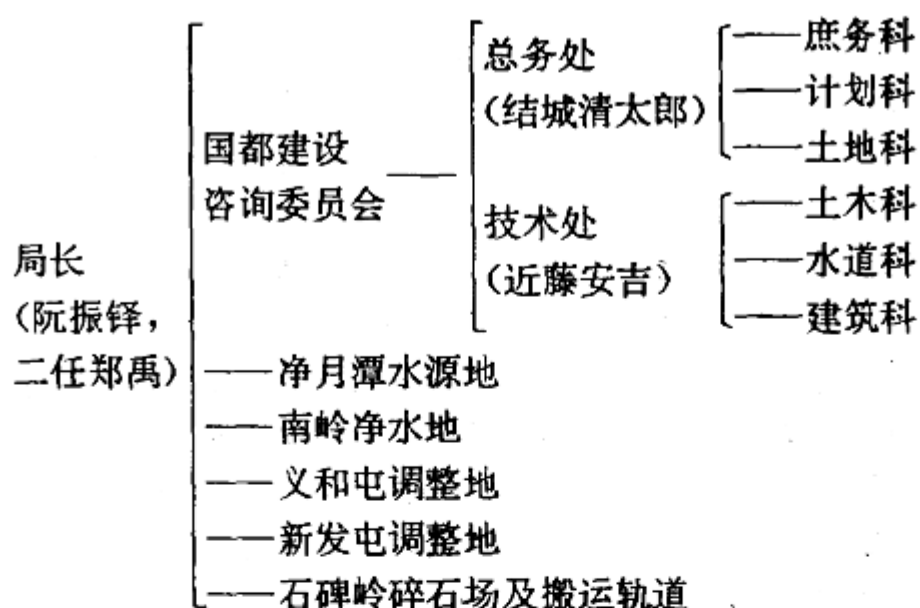 局长
(阮振铎,
二任郑禹)
国都建设
咨询委员会
总务处
(结城清太郎)
庶务科
计划科
土地科
技术处
(近藤安吉)
土木科
水道科
建筑科
净月潭水源地
南岭净水地
义和屯调整地
新发屯调整地
石碑岭碎石场及搬运轨道